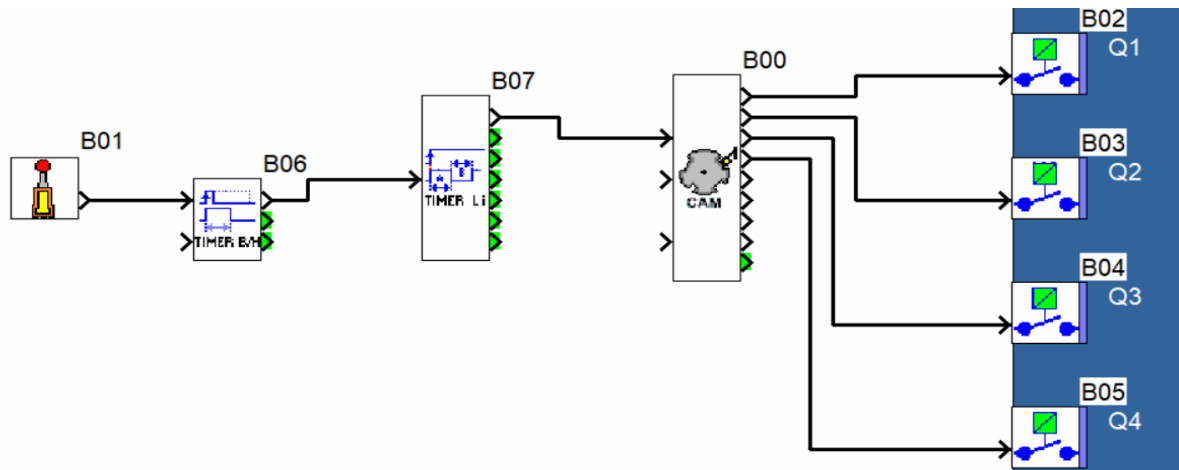 B02
Q1
B00
B07
B01
B06
B03
Q2
TIMER Li
CAM
TIMER B/H
B04
Q3
B05
Q4